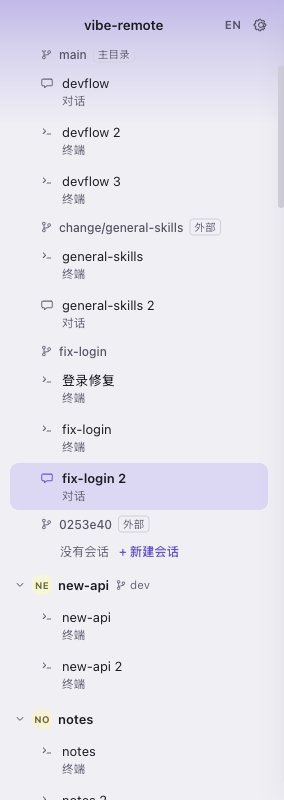 vibe-remote EN
main 主目录
devflow
对话
devflow 2
终端
devflow 3
终端
change/general-skills 外部
general-skills
终端
general-skills 2
对话
fix-login
登录修复
终端
fix-login
终端
fix-login 2
对话
0253e40 外部
没有会话 + 新建会话
NE new-api dev
new-api
终端
new-api 2
终端
NO notes
notes
终端
notes 2